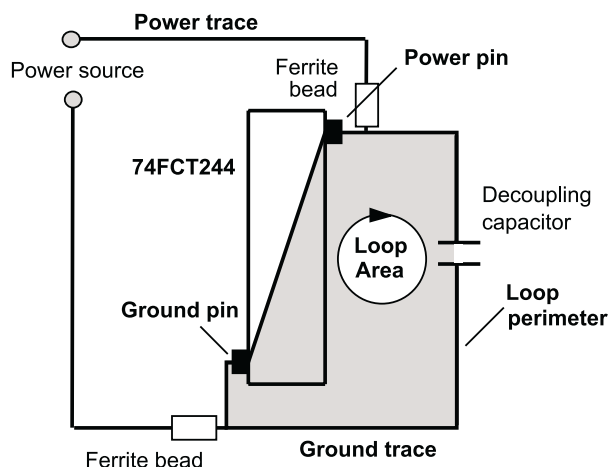 Power trace
Power source
Ferrite
bead
Power pin
74FCT244
Decoupling
capacitor
Loop
Area
Loop
perimeter
Ground pin
Ground trace
Ferrite bead